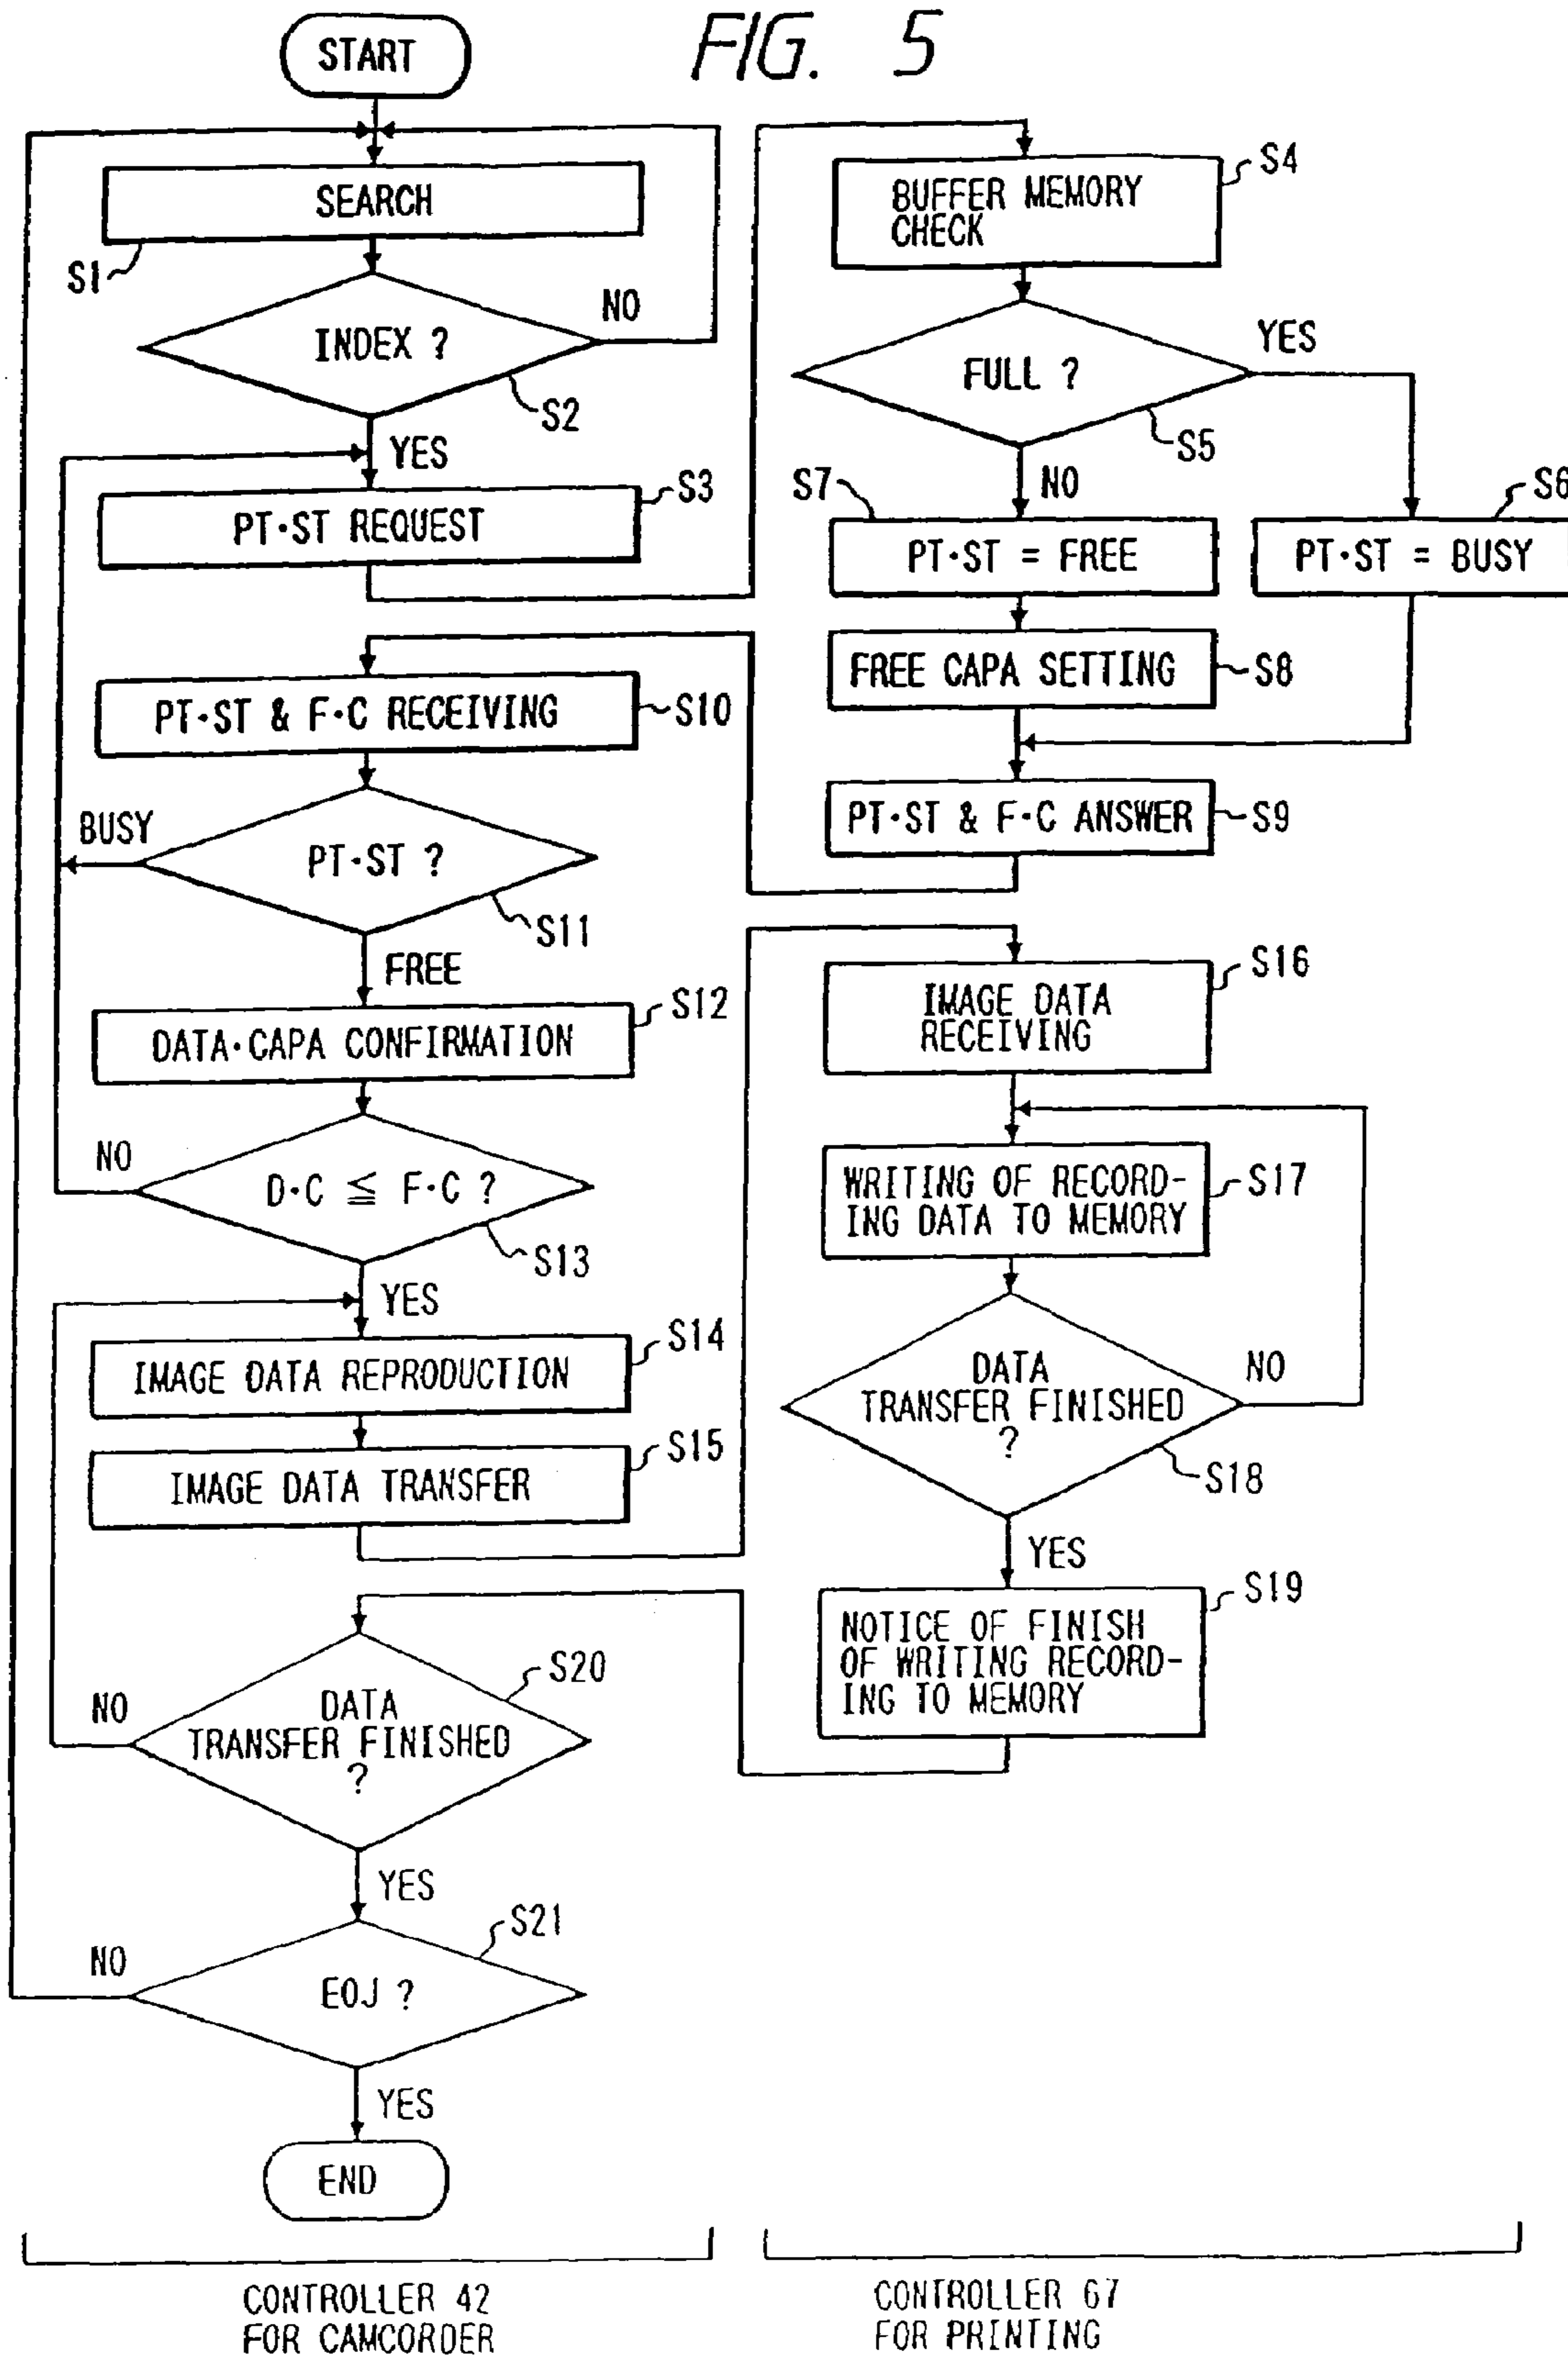 FIG. 5
START
SEARCH
S1
INDEX ?
NO
S2
YES
S3
PT·ST REQUEST
S4
BUFFER MEMORY
CHECK
FULL ?
YES
S5
NO
S7
PT·ST = FREE
S6
PT·ST = BUSY
FREE CAPA SETTING
S8
PT·ST & F·C ANSWER
S9
PT·ST & F·C RECEIVING
S10
PT·ST ?
BUSY
S11
FREE
S12
DATA·CAPA CONFIRMATION
D·C ≦ F·C ?
NO
S13
YES
S14
IMAGE DATA REPRODUCTION
S15
IMAGE DATA TRANSFER
S16
IMAGE DATA
RECEIVING
WRITING OF RECORD-
ING DATA TO MEMORY
S17
DATA
TRANSFER FINISHED
?
NO
S18
YES
S19
NOTICE OF FINISH
OF WRITING RECORD-
ING TO MEMORY
S20
DATA
TRANSFER FINISHED
?
NO
YES
S21
EOJ ?
NO
YES
END
CONTROLLER 42
FOR CAMCORDER
CONTROLLER 67
FOR PRINTING